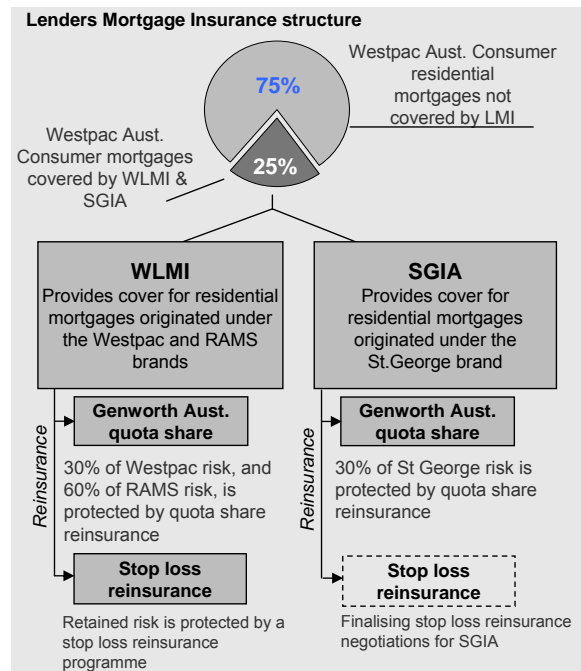 Lenders Mortgage Insurance structure
75%
Westpac Aust. Consumer
residential
mortgages not
covered by LMI
Westpac Aust.
Consumer mortgages
covered by WLMI &
SGIA
25%
WLMI
Provides cover for residential
mortgages originated under
the Westpac and RAMS
brands
SGIA
Provides cover for
residential mortgages
originated under the
St.George brand
Reinsurance
Genworth Aust.
quota share
30% of Westpac risk, and
60% of RAMS risk, is
protected by quota share
reinsurance
Stop loss
reinsurance
Retained risk is protected by a
stop loss reinsurance
programme
Reinsurance
Genworth Aust.
quota share
30% of St George risk is
protected by quota share
reinsurance
Stop loss
reinsurance
Finalising stop loss reinsurance
negotiations for SGIA